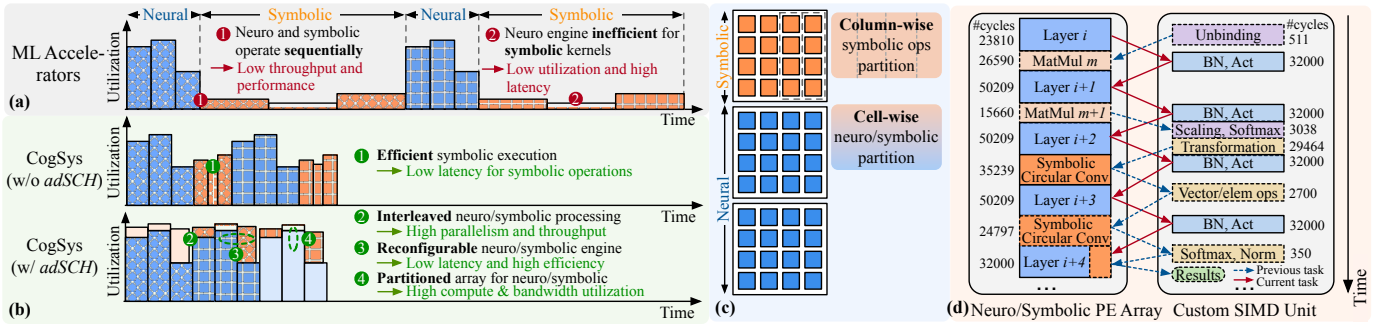 Neural
Symbolic
Neural
Symbolic
ML Accele-
rators
(a)
Utilization
1 Neuro and symbolic
operate sequentially
→ Low throughput and
performance
2 Neuro engine inefficient for
symbolic kernels
→ Low utilization and high
latency
1
2
Time
CogSys
(w/o adSCH)
Utilization
1
1 Efficient symbolic execution
→ Low latency for symbolic operations
Time
CogSys
(w/ adSCH)
(b)
Utilization
2
3
4
2 Interleaved neuro/symbolic processing
→ High parallelism and throughput
3 Reconfigurable neuro/symbolic engine
→ Low latency and high efficiency
4 Partitioned array for neuro/symbolic
→ High compute & bandwidth utilization
Time
Symbolic
Neural
(c)
Column-wise
symbolic ops
partition
Cell-wise
neuro/symbolic
partition
#cycles
23810
26590
50209
15660
50209
35239
50209
24797
32000
Layer i
MatMul m
Layer i+1
MatMul m+1
Layer i+2
Symbolic
Circular Conv
Layer i+3
Symbolic
Circular Conv
Layer i+4
...
Neuro/Symbolic PE Array
Unbinding
BN, Act
BN, Act
Scaling, Softmax
Transformation
BN, Act
Vector/elem ops
BN, Act
Softmax, Norm
Results
Previous task
Current task
...
Custom SIMD Unit
#cycles
511
32000
32000
3038
29464
32000
2700
32000
350
Time
(d)